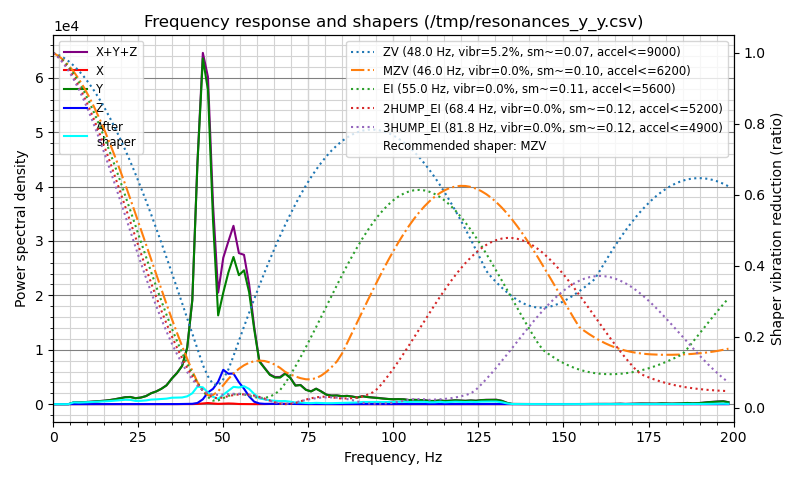 Frequency response and shapers (/tmp/resonances_y_y.csv)
1e4
X+Y+Z
X
Y
Z
After
shaper
ZV (48.0 Hz, vibr=5.2%, sm~=0.07, accel<=9000)
MZV (46.0 Hz, vibr=0.0%, sm~=0.10, accel<=6200)
EI (55.0 Hz, vibr=0.0%, sm~=0.11, accel<=5600)
2HUMP_EI (68.4 Hz, vibr=0.0%, sm~=0.12, accel<=5200)
3HUMP_EI (81.8 Hz, vibr=0.0%, sm~=0.12, accel<=4900)
Recommended shaper: MZV
Power spectral density
6
5
4
3
2
1
0
1.0
0.8
0.6
0.4
0.2
0.0
Shaper vibration reduction (ratio)
0 25 50 75 100 125 150 175 200
Frequency, Hz